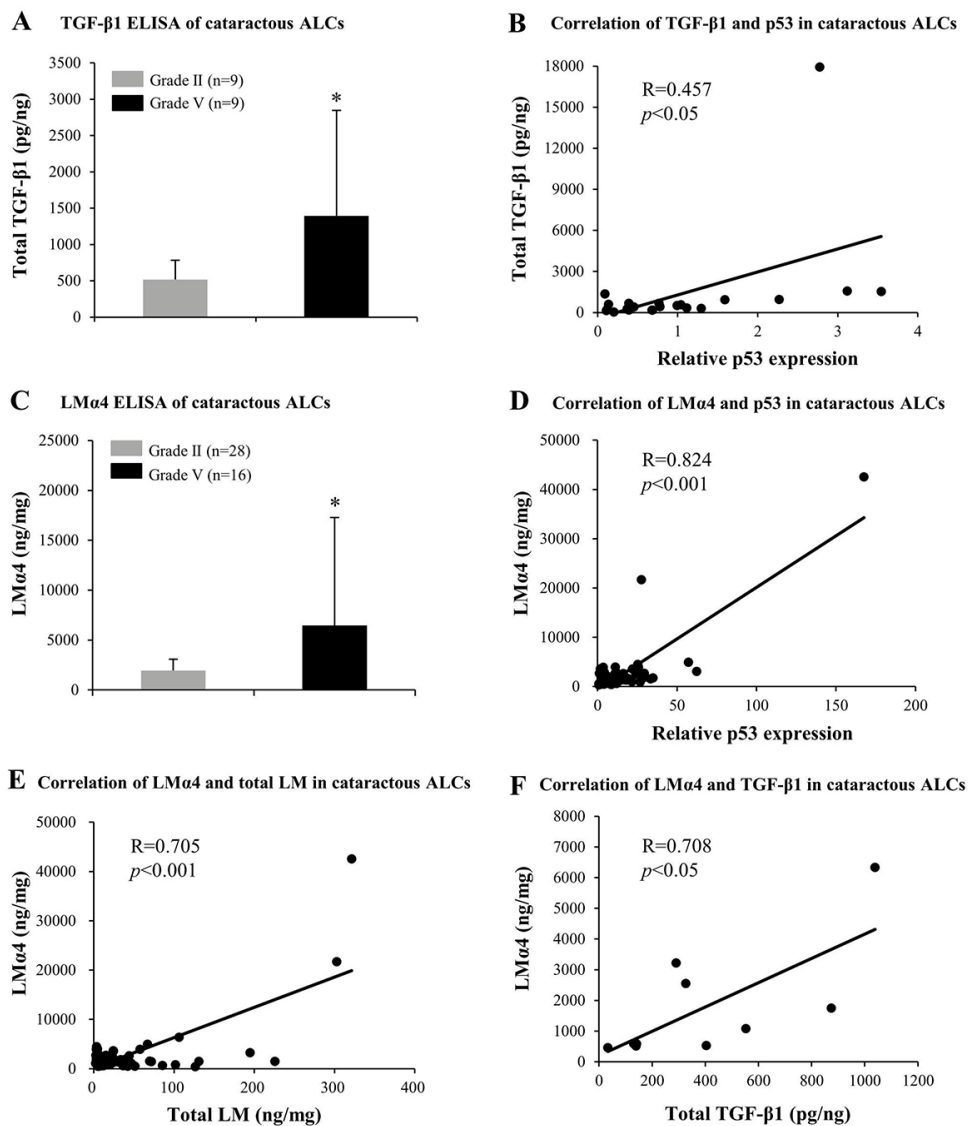 A TGF-β1 ELISA of cataractous ALCs
Total TGF-β1 (pg/ng)
3500
3000
2500
2000
1500
1000
500
0
Grade II (n=9)
Grade V (n=9)
*
B Correlation of TGF-β1 and p53 in cataractous ALCs
Total TGF-β1 (pg/ng)
18000
15000
12000
9000
6000
3000
0
R=0.457
p<0.05
0 1 2 3 4
Relative p53 expression
C LMα4 ELISA of cataractous ALCs
LMα4 (ng/mg)
25000
20000
15000
10000
5000
0
Grade II (n=28)
Grade V (n=16)
*
D Correlation of LMα4 and p53 in cataractous ALCs
LMα4 (ng/mg)
50000
40000
30000
20000
10000
0
R=0.824
p<0.001
0 50 100 150 200
Relative p53 expression
E Correlation of LMα4 and total LM in cataractous ALCs
LMα4 (ng/mg)
50000
40000
30000
20000
10000
0
R=0.705
p<0.001
0 100 200 300 400
Total LM (ng/mg)
F Correlation of LMα4 and TGF-β1 in cataractous ALCs
LMα4 (ng/mg)
8000
7000
6000
5000
4000
3000
2000
1000
0
R=0.708
p<0.05
0 200 400 600 800 1000 1200
Total TGF-β1 (pg/ng)